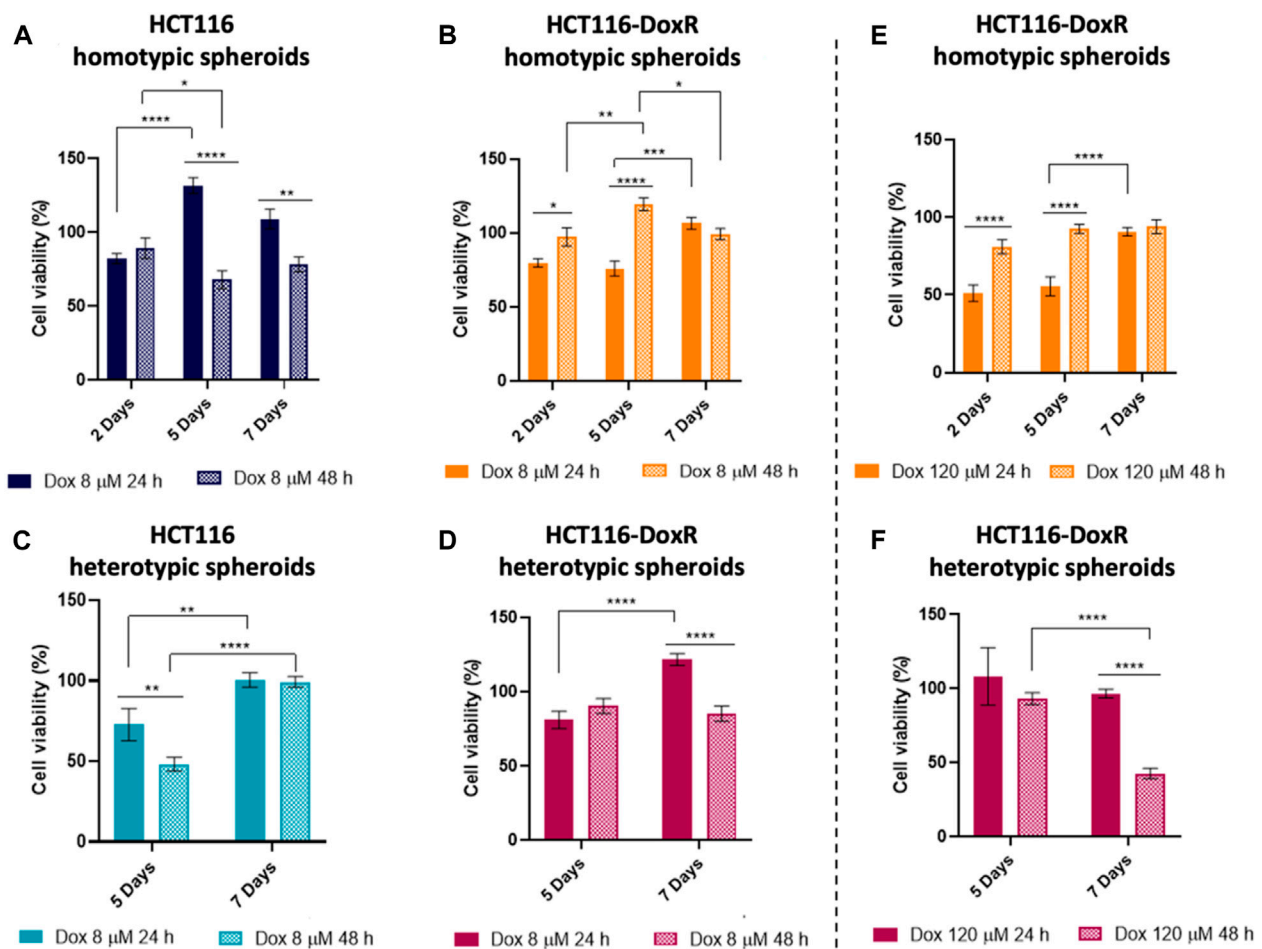 A
HCT116
homotypic spheroids
*
****
****
**
150
100
50
0
Cell viability (%)
2 Days
5 Days
7 Days
Dox 8 μM 24 h
Dox 8 μM 48 h
B
HCT116-DoxR
homotypic spheroids
*
**
***
****
*
150
100
50
0
Cell viability (%)
2 Days
5 Days
7 Days
Dox 8 μM 24 h
Dox 8 μM 48 h
E
HCT116-DoxR
homotypic spheroids
****
****
****
150
100
50
0
Cell viability (%)
2 Days
5 Days
7 Days
Dox 120 μM 24 h
Dox 120 μM 48 h
C
HCT116
heterotypic spheroids
**
****
**
150
100
50
0
Cell viability (%)
5 Days
7 Days
Dox 8 μM 24 h
Dox 8 μM 48 h
D
HCT116-DoxR
heterotypic spheroids
****
****
150
100
50
0
Cell viability (%)
5 Days
7 Days
Dox 8 μM 24 h
Dox 8 μM 48 h
F
HCT116-DoxR
heterotypic spheroids
****
****
150
100
50
0
Cell viability (%)
5 Days
7 Days
Dox 120 μM 24 h
Dox 120 μM 48 h